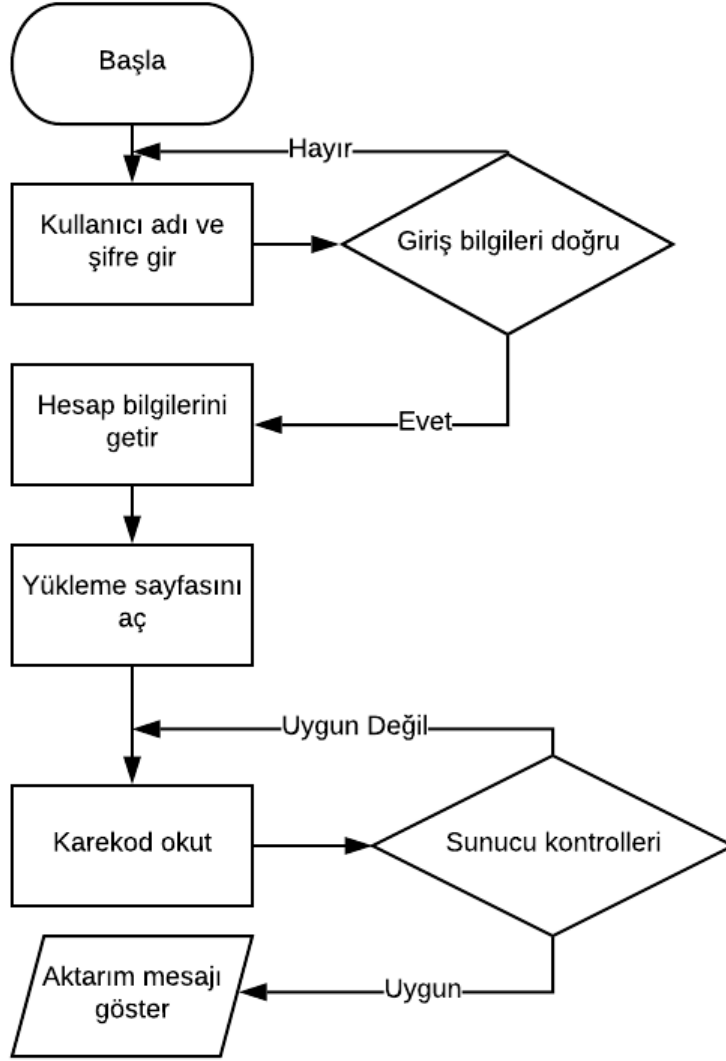 Başla
Hayır
Kullanıcı adı ve
şifre gir
Giriş bilgileri doğru
Evet
Hesap bilgilerini
getir
Yükleme sayfasını
aç
Uygun Değil
Karekod okut
Sunucu kontrolleri
Aktarım mesajı
göster
Uygun